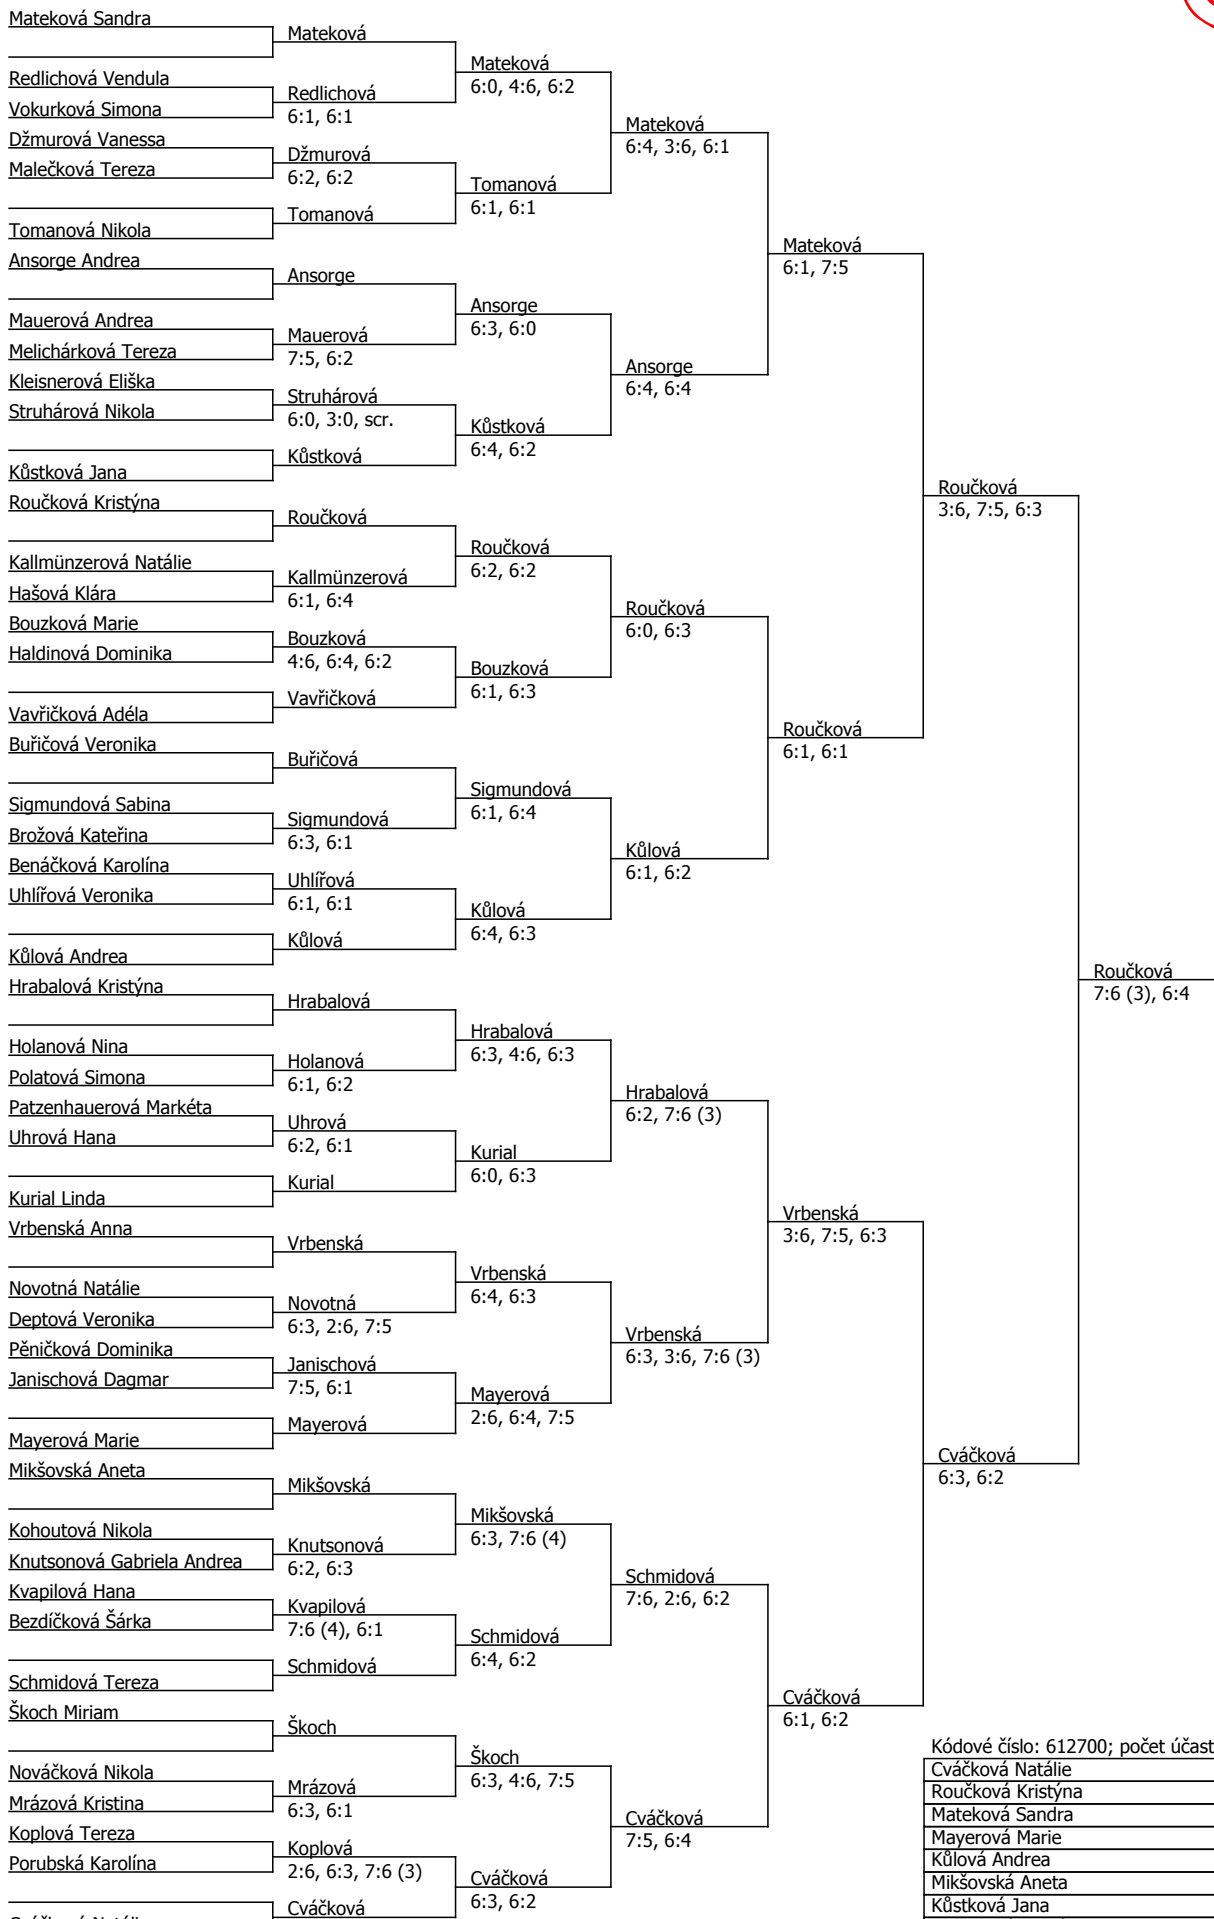 Mateková Sandra
Redlichová Vendula
Vokurková Simona
Džmurová Vanessa
Malečková Tereza
Tomanová Nikola
Ansorge Andrea
Mauerová Andrea
Melichárková Tereza
Kleisnerová Eliška
Struhárová Nikola
Kůstková Jana
Roučková Kristýna
Kallmünzerová Natálie
Hašová Klára
Bouzková Marie
Haldinová Dominika
Vavřičková Adéla
Buřičová Veronika
Sigmundová Sabina
Brožová Kateřina
Benáčková Karolína
Uhlířová Veronika
Kůlová Andrea
Hrabalová Kristýna
Holanová Nina
Polatová Simona
Patzenhauerová Markéta
Uhrová Hana
Kurial Linda
Vrbenská Anna
Novotná Natálie
Deptová Veronika
Pěničková Dominika
Janischová Dagmar
Mayerová Marie
Mikšovská Aneta
Kohoutová Nikola
Knutsonová Gabriela Andrea
Kvapilová Hana
Bezdíčková Šárka
Schmidová Tereza
Škoch Miriam
Nováčková Nikola
Mrázová Kristina
Koplová Tereza
Porubská Karolína
Mateková
Redlichová
6:1, 6:1
Džmurová
6:2, 6:2
Tomanová
Ansorge
Mauerová
7:5, 6:2
Struhárová
6:0, 3:0, scr.
Kůstková
Roučková
Kallmünzerová
6:1, 6:4
Bouzková
4:6, 6:4, 6:2
Vavřičková
Buřičová
Sigmundová
6:3, 6:1
Uhlířová
6:1, 6:1
Kůlová
Hrabalová
Holanová
6:1, 6:2
Uhrová
6:2, 6:1
Kurial
Vrbenská
Novotná
6:3, 2:6, 7:5
Janischová
7:5, 6:1
Mayerová
Mikšovská
Knutsonová
6:2, 6:3
Kvapilová
7:6 (4), 6:1
Schmidová
Škoch
Mrázová
6:3, 6:1
Koplová
2:6, 6:3, 7:6 (3)
Cváčková
Mateková
6:0, 4:6, 6:2
Tomanová
6:1, 6:1
Ansorge
6:3, 6:0
Kůstková
6:4, 6:2
Roučková
6:2, 6:2
Bouzková
6:1, 6:3
Sigmundová
6:1, 6:4
Kůlová
6:4, 6:3
Hrabalová
6:3, 4:6, 6:3
Kurial
6:0, 6:3
Vrbenská
6:4, 6:3
Mayerová
2:6, 6:4, 7:5
Mikšovská
6:3, 7:6 (4)
Schmidová
6:4, 6:2
Škoch
6:3, 4:6, 7:5
Cváčková
6:3, 6:2
Mateková
6:4, 3:6, 6:1
Ansorge
6:4, 6:4
Roučková
6:0, 6:3
Kůlová
6:1, 6:2
Hrabalová
6:2, 7:6 (3)
Vrbenská
6:3, 3:6, 7:6 (3)
Schmidová
7:6, 2:6, 6:2
Cváčková
7:5, 6:4
Mateková
6:1, 7:5
Roučková
6:1, 6:1
Vrbenská
3:6, 7:5, 6:3
Cváčková
6:1, 6:2
Roučková
3:6, 7:5, 6:3
Cváčková
6:3, 6:2
Roučková
7:6 (3), 6:4
Kódové číslo: 612700; počet účast
Cváčková Natálie
Roučková Kristýna
Mateková Sandra
Mayerová Marie
Kůlová Andrea
Mikšovská Aneta
Kůstková Jana